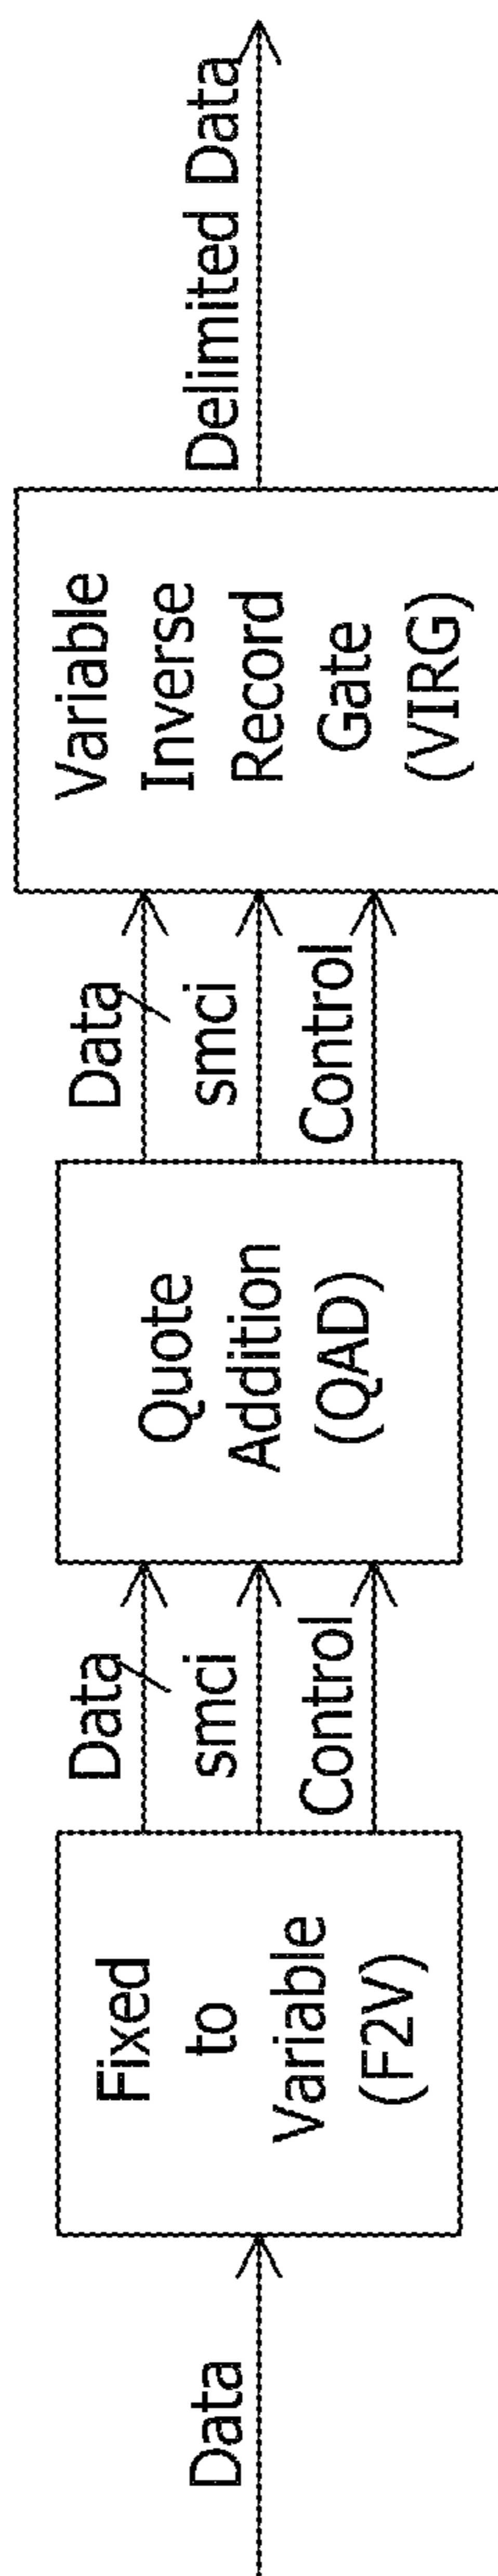 Data
Fixed
to
Variable
(F2V)
Data
smci
Control
Quote
Addition
(QAD)
Data
smci
Control
Variable
Inverse
Record
Gate
(VIRG)
Delimited Data